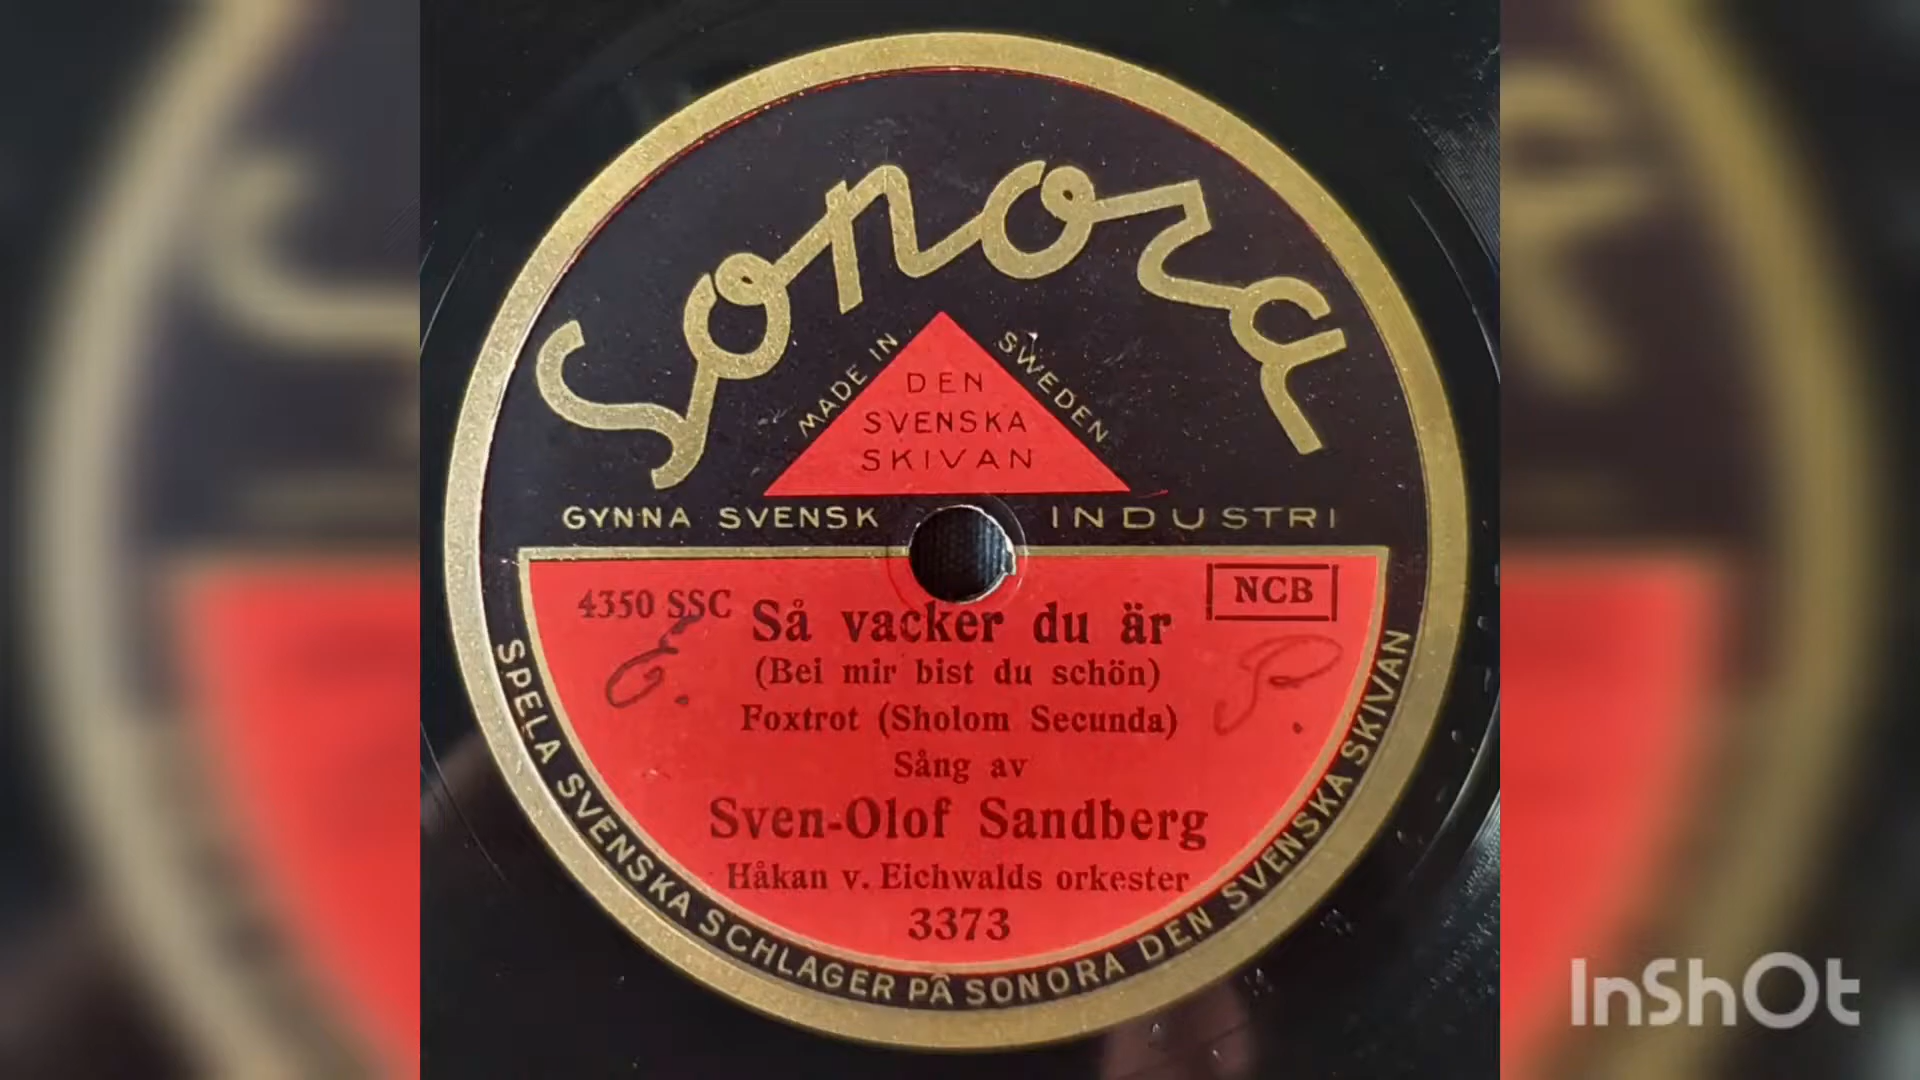 Sonora
MADE IN SWEDEN
DEN
SVENSKA
SKIVAN
GYNNA SVENSK INDUSTRI
4350 SSC
NCB
Så vacker du är
(Bei mir bist du schön)
E. P.
Foxtrot (Sholom Secunda)
Sång av
Sven-Olof Sandberg
Håkan v. Eichwalds orkester
3373
SPELA SVENSKA SCHLAGER PÅ SONORA DEN SVENSKA SKIVAN
InShOt